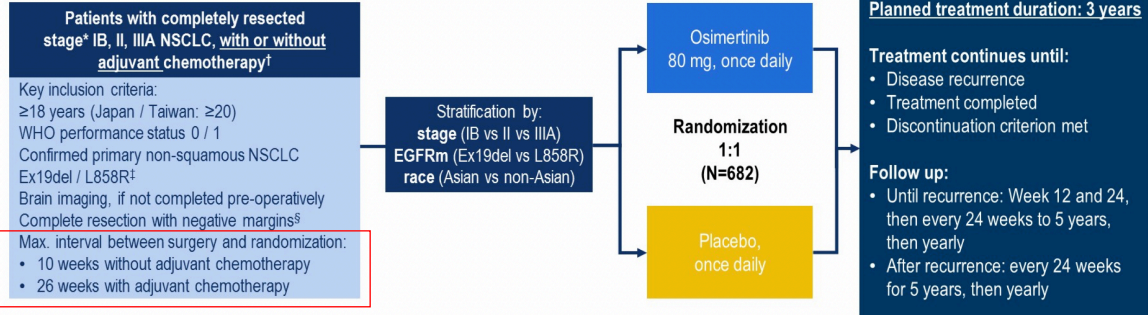 Patients with completely resected
stage* IB, II, IIIA NSCLC, with or without
adjuvant chemotherapy†
Key inclusion criteria:
≥18 years (Japan / Taiwan: ≥20)
WHO performance status 0 / 1
Confirmed primary non-squamous NSCLC
Ex19del / L858R‡
Brain imaging, if not completed pre-operatively
Complete resection with negative margins§
Max. interval between surgery and randomization:
• 10 weeks without adjuvant chemotherapy
• 26 weeks with adjuvant chemotherapy
Stratification by:
stage (IB vs II vs IIIA)
EGFRm (Ex19del vs L858R)
race (Asian vs non-Asian)
Osimertinib
80 mg, once daily
Randomization
1:1
(N=682)
Placebo,
once daily
Planned treatment duration: 3 years
Treatment continues until:
• Disease recurrence
• Treatment completed
• Discontinuation criterion met
Follow up:
• Until recurrence: Week 12 and 24,
then every 24 weeks to 5 years,
then yearly
• After recurrence: every 24 weeks
for 5 years, then yearly